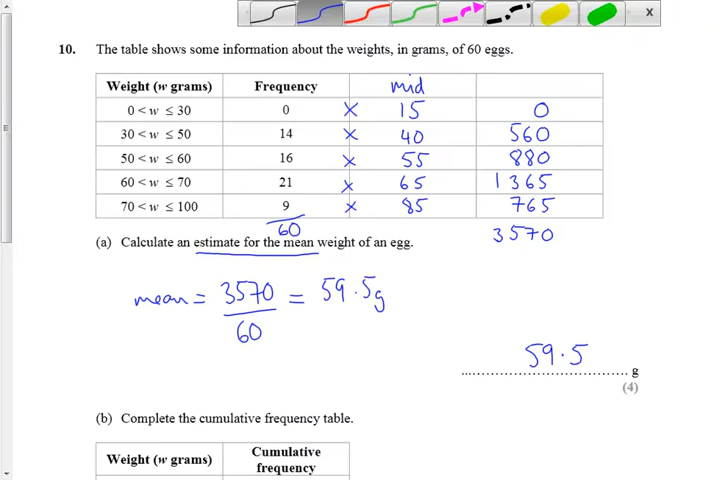 x
10. The table shows some information about the weights, in grams, of 60 eggs.
Weight (w grams) Frequency mid
0 < w ≤ 30 0 × 15 0
30 < w ≤ 50 14 × 40 560
50 < w ≤ 60 16 × 55 880
60 < w ≤ 70 21 × 65 1365
70 < w ≤ 100 9 × 85 765
60 3570
(a) Calculate an estimate for the mean weight of an egg.
mean = 3570/60 = 59.5g
59.5
.......................................... g
(4)
(b) Complete the cumulative frequency table.
Weight (w grams) Cumulative frequency